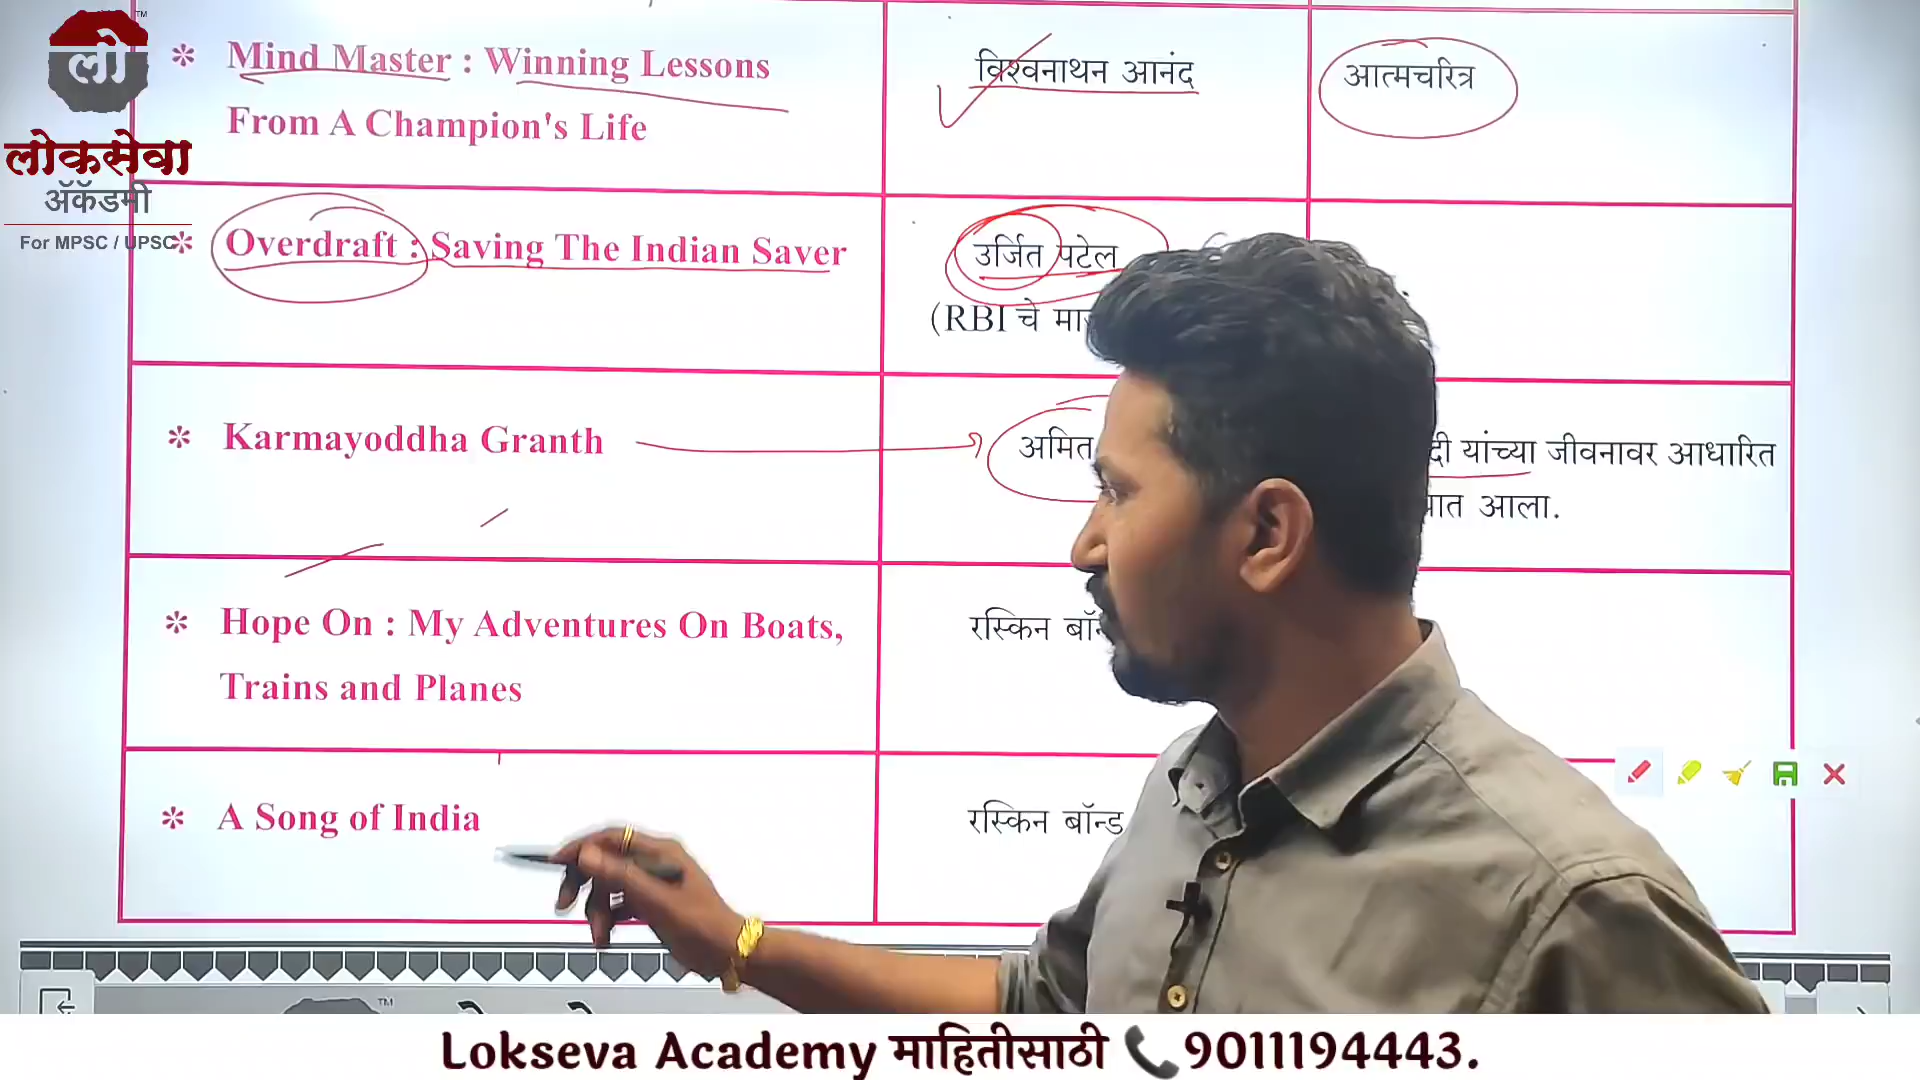 लो
TM
लोकसेवा
अ‍ॅकॅडमी
For MPSC / UPSC
* Mind Master : Winning Lessons
From A Champion's Life
विश्वनाथन आनंद
आत्मचरित्र
* Overdraft : Saving The Indian Saver
उर्जित पटेल
(RBI चे
* Karmayoddha Granth
अमित
यांच्या जीवनावर आधारित
आला.
* Hope On : My Adventures On Boats,
Trains and Planes
रस्किन
* A Song of India
रस्किन बॉन्ड
TM
Lokseva Academy माहितीसाठी 9011194443.